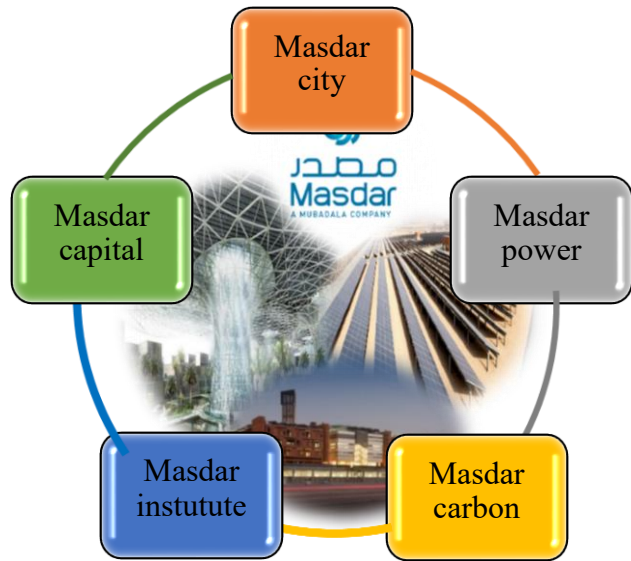 Masdar
city
مصدر
Masdar
A MUBADALA COMPANY
Masdar
capital
Masdar
power
Masdar
instutute
Masdar
carbon